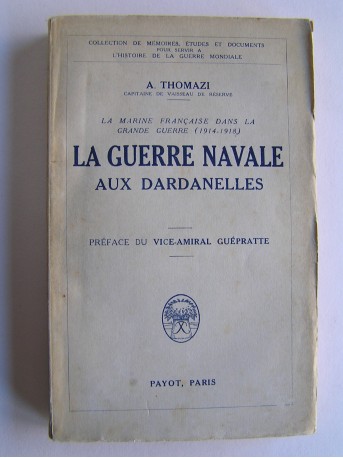 COLLECTION DE MÉMOIRES, ÉTUDES ET DOCUMENTS
POUR SERVIR A
L'HISTOIRE DE LA GUERRE MONDIALE
A. THOMAZI
CAPITAINE DE VAISSEAU DE RÉSERVE
LA MARINE FRANÇAISE DANS LA
GRANDE GUERRE (1914-1918)
LA GUERRE NAVALE
AUX DARDANELLES
PRÉFACE DU VICE-AMIRAL GUÉPRATTE
PAYOT, PARIS